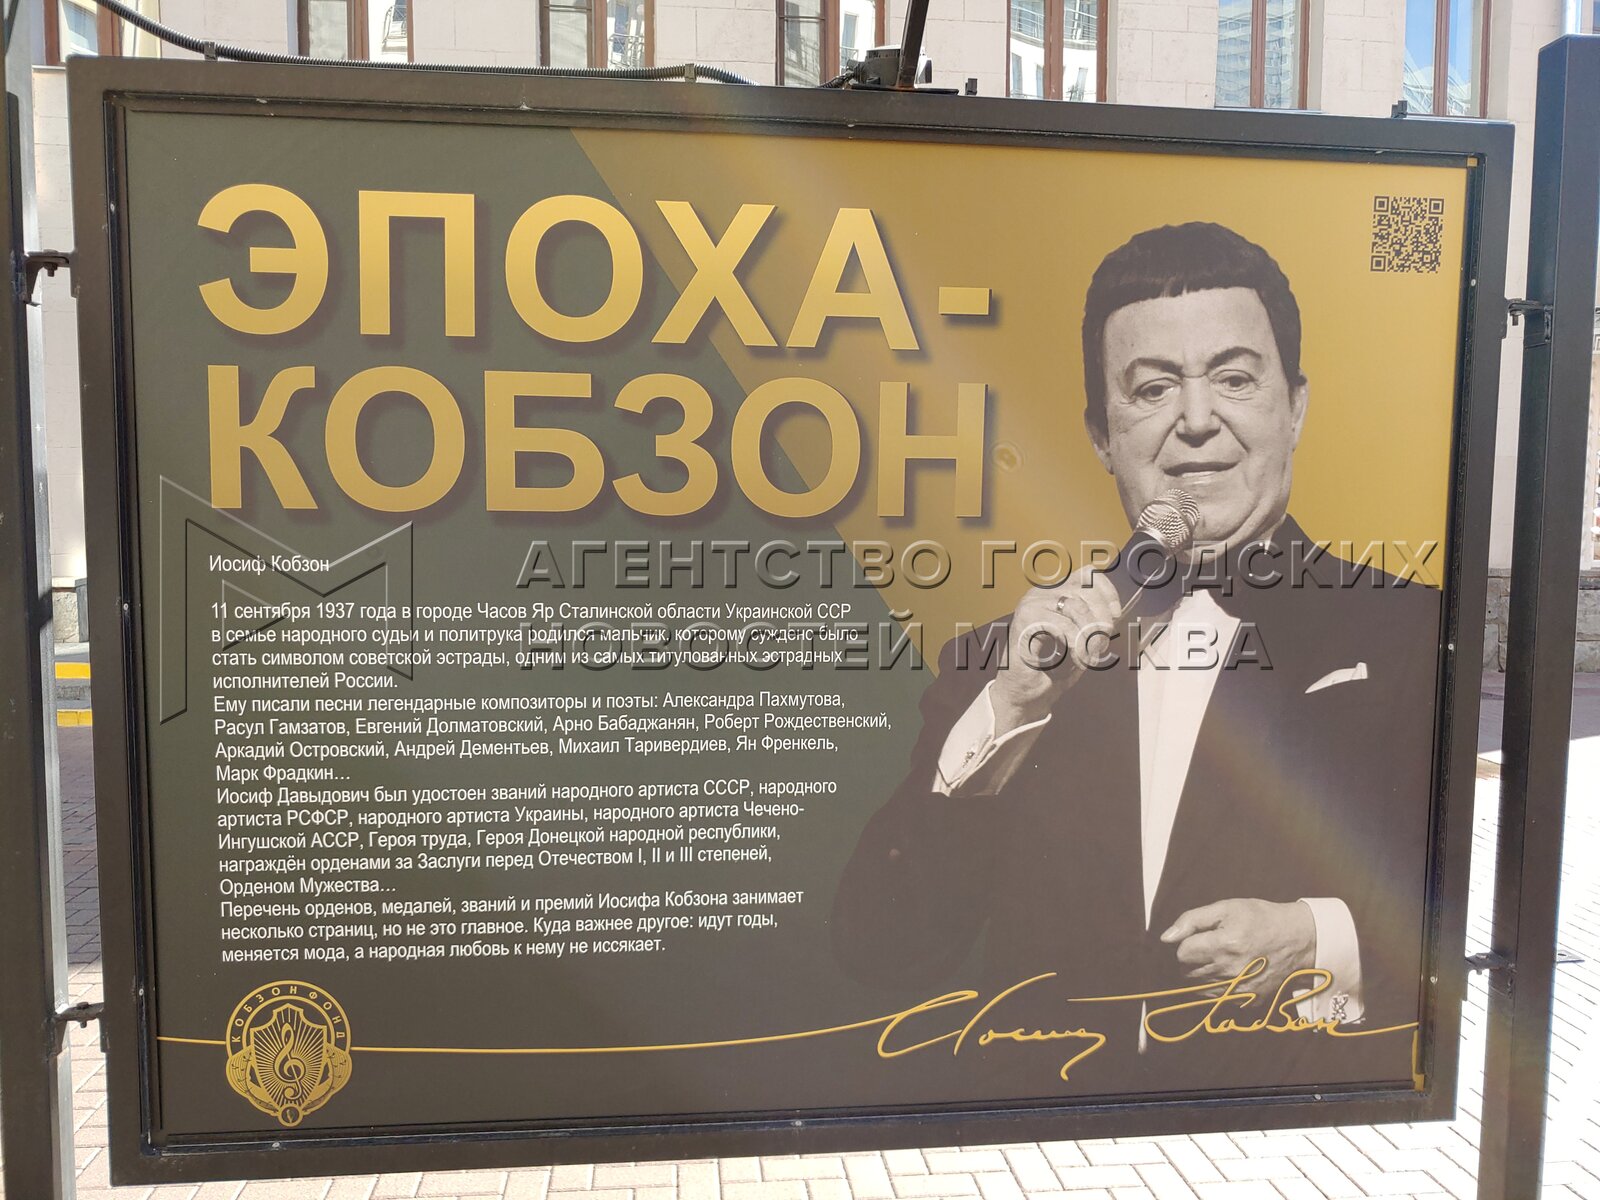 ЭПОХА-
КОБЗОН
Иосиф Кобзон
11 сентября 1937 года в городе Часов Яр Сталинской области Украинской ССР
в семье народного судьи и политрука родился мальчик, которому суждено было
стать символом советской эстрады, одним из самых титулованных эстрадных
исполнителей России.
Ему писали песни легендарные композиторы и поэты: Александра Пахмутова,
Расул Гамзатов, Евгений Долматовский, Арно Бабаджанян, Роберт Рождественский,
Аркадий Островский, Андрей Дементьев, Михаил Таривердиев, Ян Френкель,
Марк Фрадкин...
Иосиф Давыдович был удостоен званий народного артиста СССР, народного
артиста РСФСР, народного артиста Украины, народного артиста Чечено-
Ингушской АССР, Героя труда, Героя Донецкой народной республики,
награждён орденами за Заслуги перед Отечеством I, II и III степеней,
Орденом Мужества...
Перечень орденов, медалей, званий и премий Иосифа Кобзона занимает
несколько страниц, но не это главное. Куда важнее другое: идут годы,
меняется мода, а народная любовь к нему не иссякает.
КОБЗОН ФОНД
Иосиф Кобзон
АГЕНТСТВО ГОРОДСКИХ
НОВОСТЕЙ МОСКВА